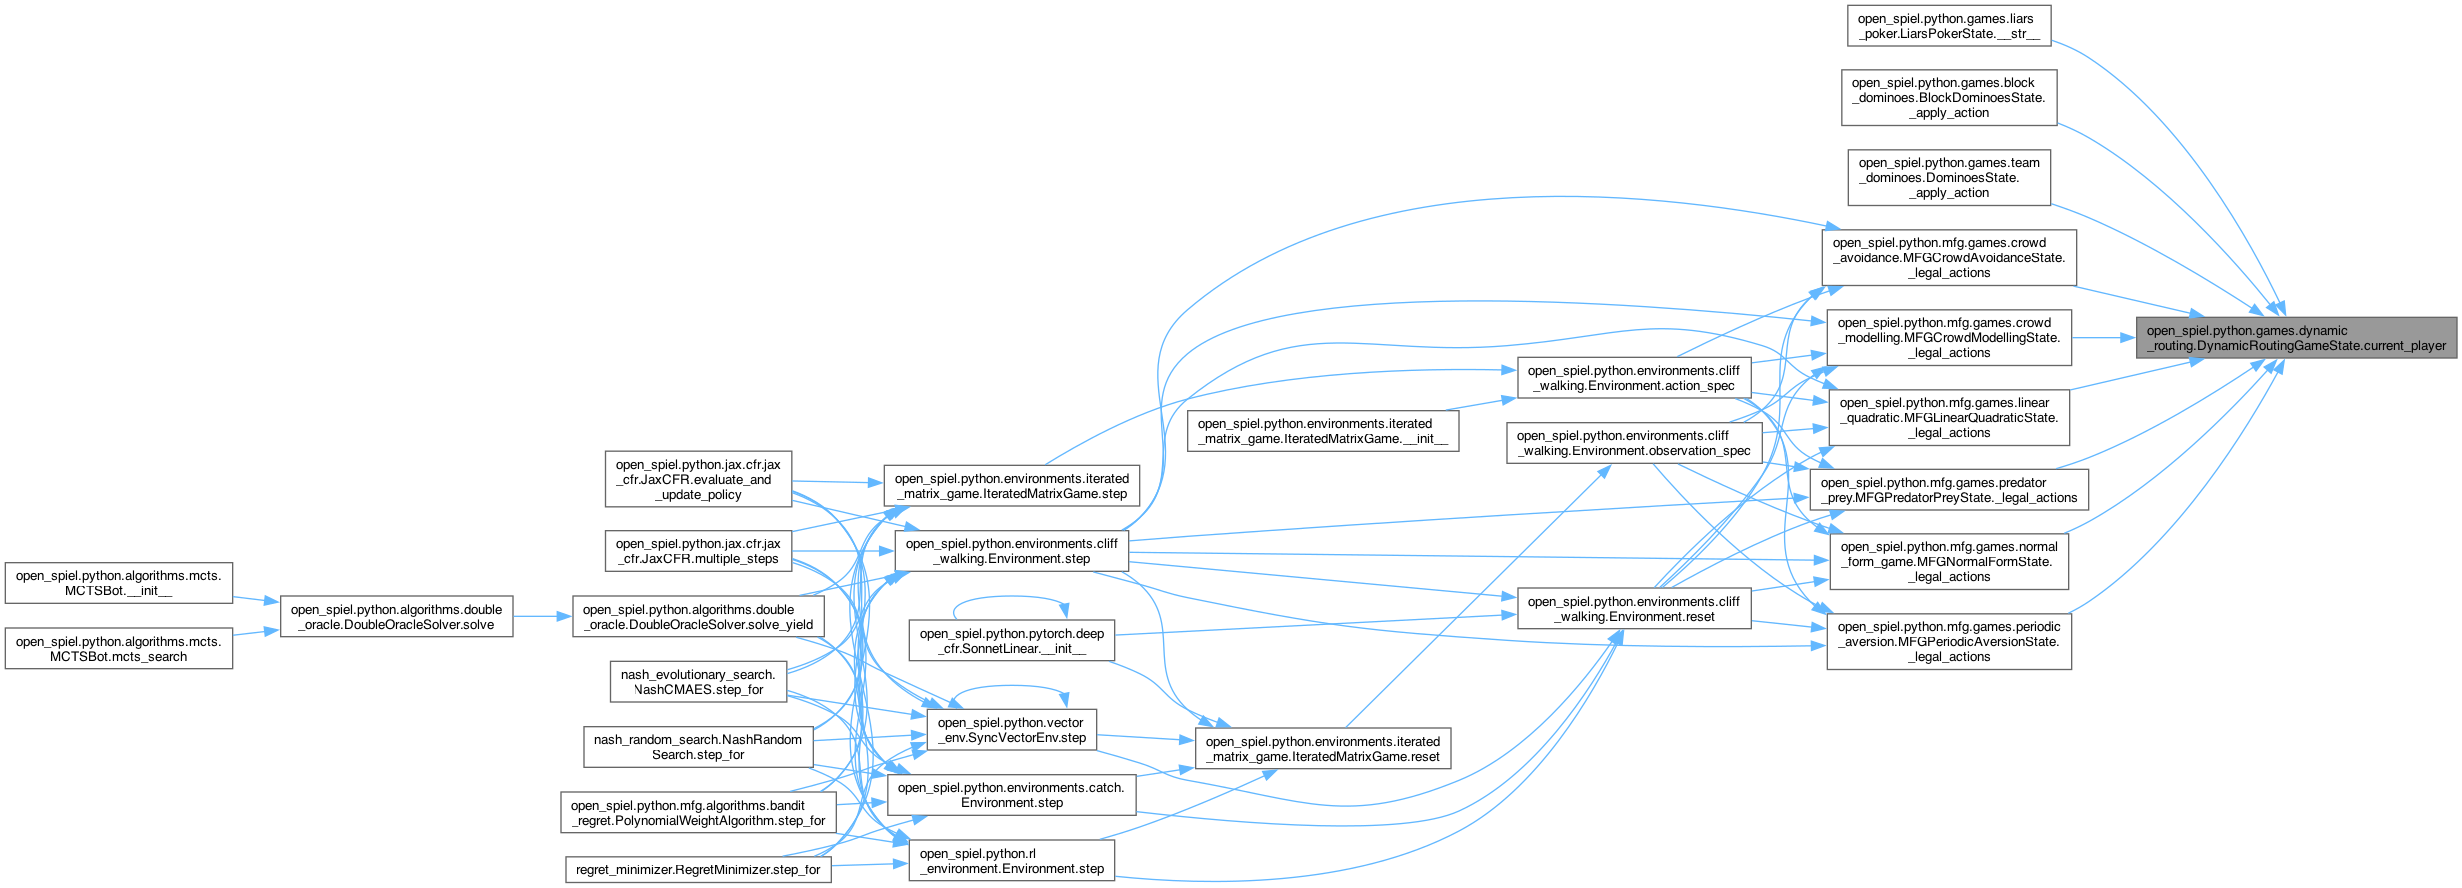 open_spiel.python.games.liars
_poker.LiarsPokerState.__str__
open_spiel.python.games.block
_dominoes.BlockDominoesState.
_apply_action
open_spiel.python.games.team
_dominoes.DominoesState.
_apply_action
open_spiel.python.mfg.games.crowd
_avoidance.MFGCrowdAvoidanceState.
_legal_actions
open_spiel.python.mfg.games.crowd
_modelling.MFGCrowdModellingState.
_legal_actions
open_spiel.python.games.dynamic
_routing.DynamicRoutingGameState.current_player
open_spiel.python.environments.cliff
_walking.Environment.action_spec
open_spiel.python.mfg.games.linear
_quadratic.MFGLinearQuadraticState.
_legal_actions
open_spiel.python.environments.iterated
_matrix_game.IteratedMatrixGame.__init__
open_spiel.python.environments.cliff
_walking.Environment.observation_spec
open_spiel.python.jax.cfr.jax
_cfr.JaxCFR.evaluate_and
_update_policy
open_spiel.python.environments.iterated
_matrix_game.IteratedMatrixGame.step
open_spiel.python.mfg.games.predator
_prey.MFGPredatorPreyState._legal_actions
open_spiel.python.jax.cfr.jax
_cfr.JaxCFR.multiple_steps
open_spiel.python.environments.cliff
_walking.Environment.step
open_spiel.python.mfg.games.normal
_form_game.MFGNormalFormState.
_legal_actions
open_spiel.python.algorithms.mcts.
MCTSBot.__init__
open_spiel.python.algorithms.double
_oracle.DoubleOracleSolver.solve
open_spiel.python.algorithms.double
_oracle.DoubleOracleSolver.solve_yield
open_spiel.python.environments.cliff
_walking.Environment.reset
open_spiel.python.algorithms.mcts.
MCTSBot.mcts_search
open_spiel.python.pytorch.deep
_cfr.SonnetLinear.__init__
open_spiel.python.mfg.games.periodic
_aversion.MFGPeriodicAversionState.
_legal_actions
nash_evolutionary_search.
NashCMAES.step_for
open_spiel.python.vector
_env.SyncVectorEnv.step
nash_random_search.NashRandom
Search.step_for
open_spiel.python.environments.iterated
_matrix_game.IteratedMatrixGame.reset
open_spiel.python.environments.catch.
Environment.step
open_spiel.python.mfg.algorithms.bandit
_regret.PolynomialWeightAlgorithm.step_for
open_spiel.python.rl
_environment.Environment.step
regret_minimizer.RegretMinimizer.step_for